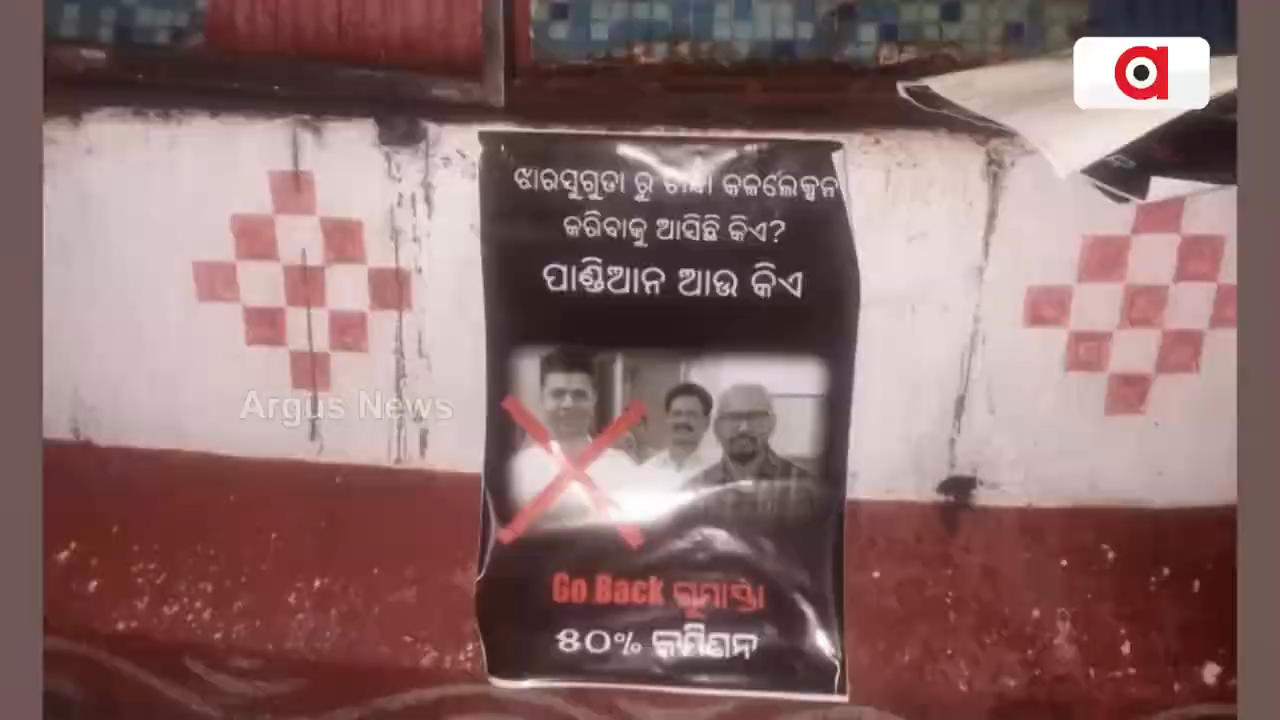 ଝାରସୁଗୁଡା ରୁ କଲେକ୍ସନ
କରିବାକୁ ଆସିଛି କିଏ?
ପାଣ୍ଡିଆନ ଆଉ କିଏ
Argus News
Go Back ଗୁମାସ୍ତା
୫୦% କମିଶନ